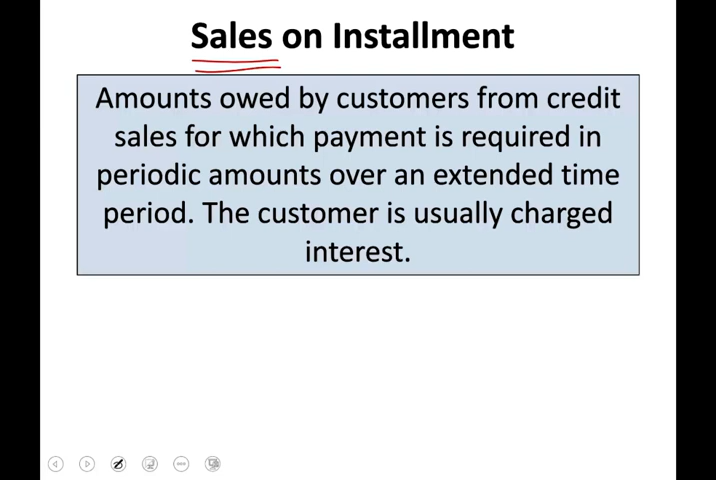 Sales on Installment
Amounts owed by customers from credit
sales for which payment is required in
periodic amounts over an extended time
period. The customer is usually charged
interest.